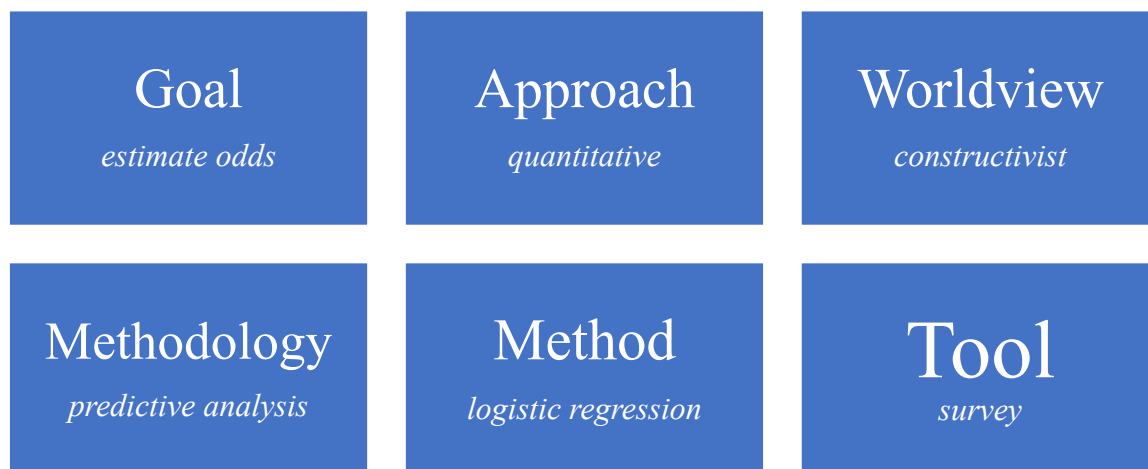 Goal
estimate odds
Approach
quantitative
Worldview
constructivist
Methodology
predictive analysis
Method
logistic regression
Tool
survey